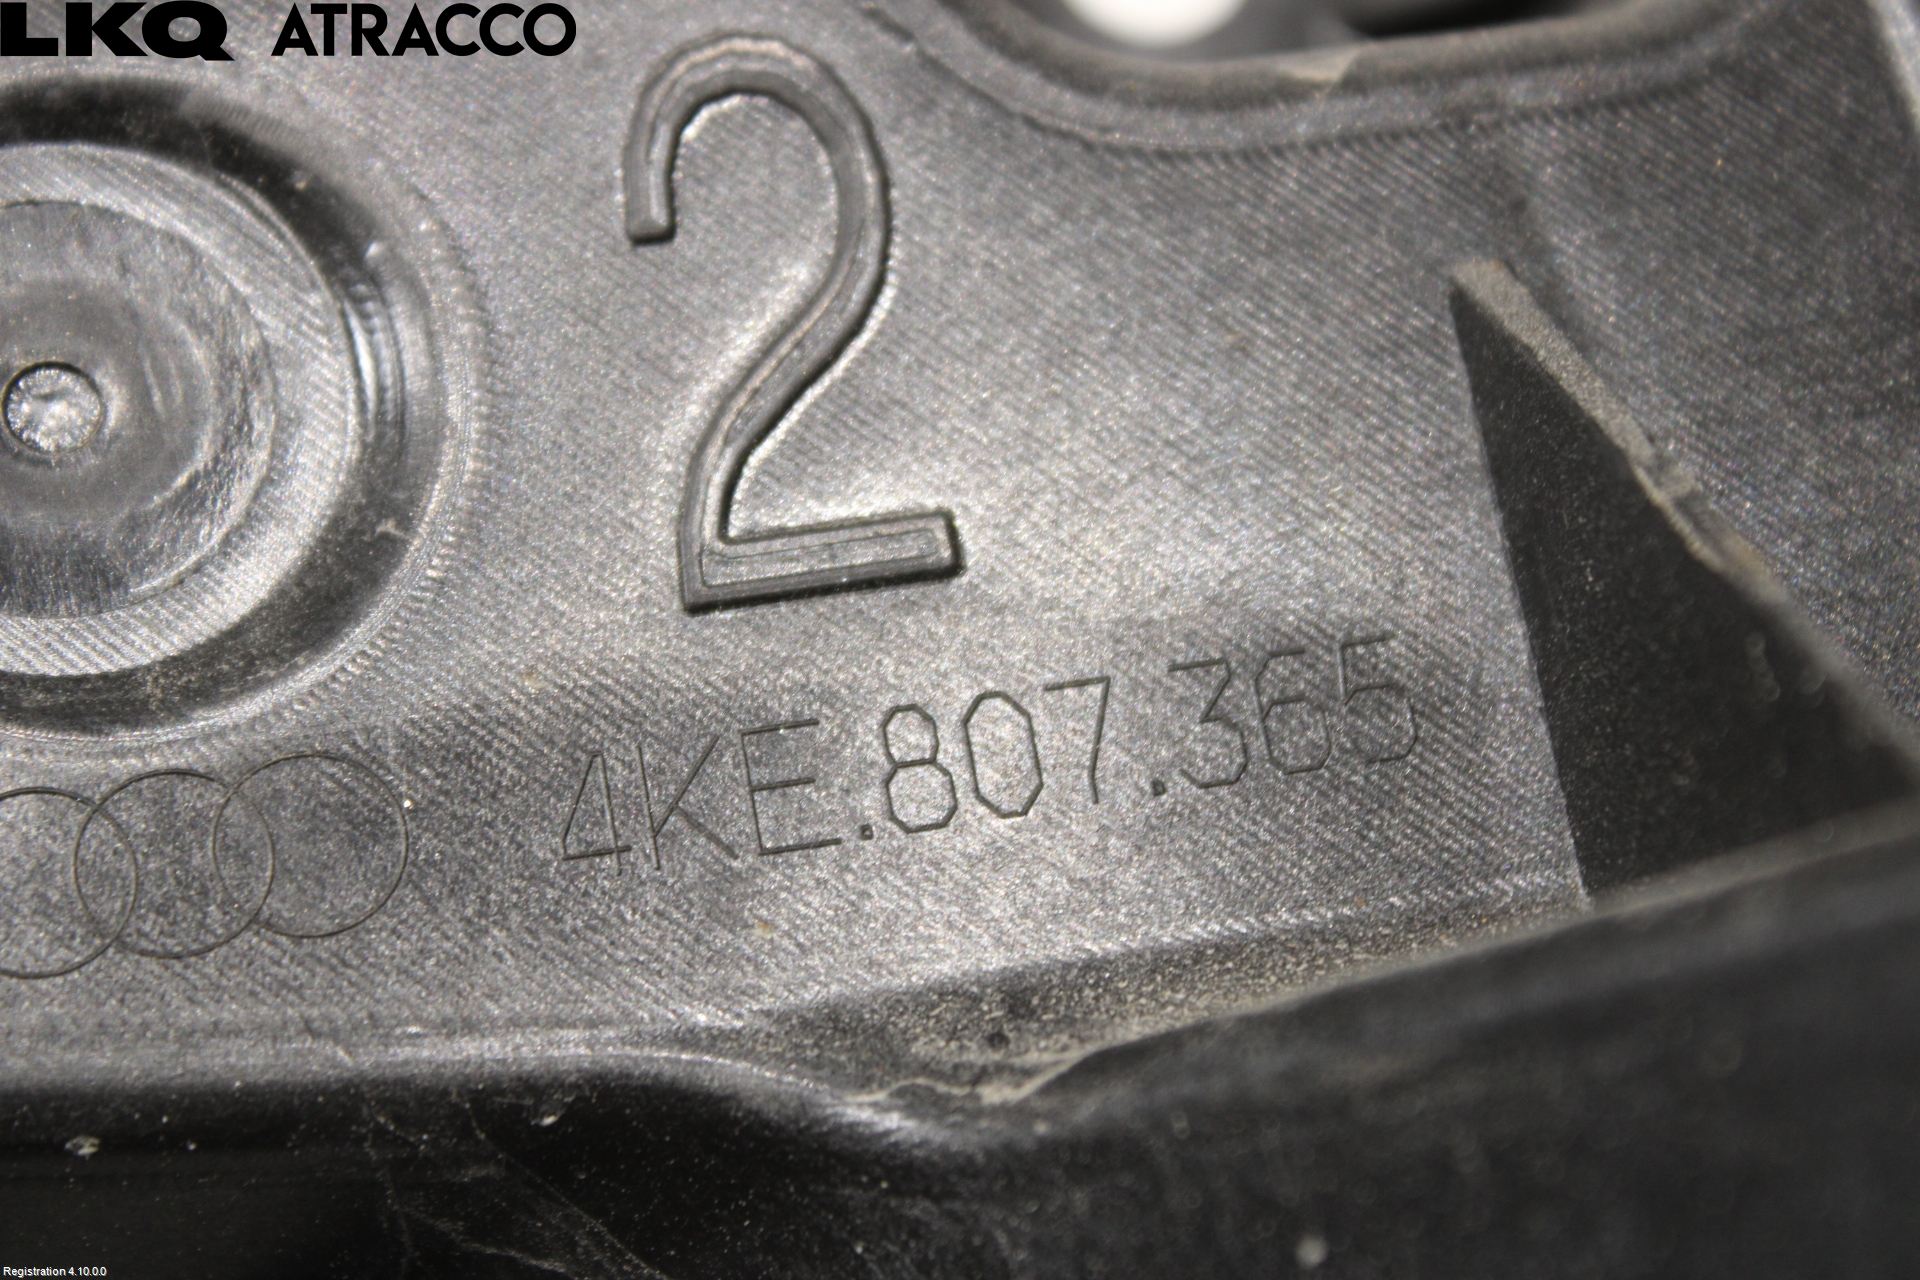 LKQ ATRACCO
2
4KE.807.365
Registration 4.10.0.0